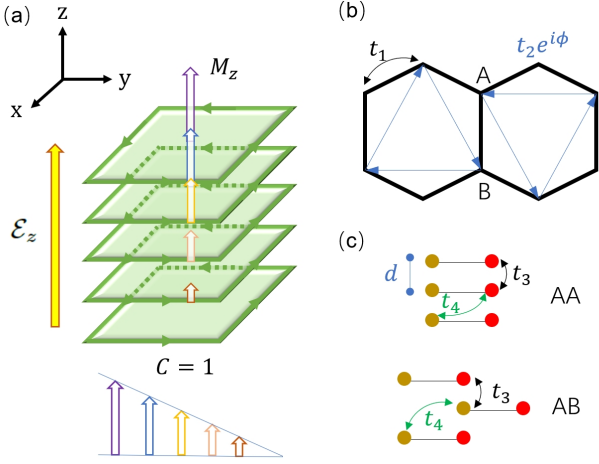 (a)
z
y
x
M_z
ℰ_z
C = 1
(b)
t_1
A
t_2e^{iϕ}
B
(c)
d
t_3
t_4
AA
t_3
t_4
AB